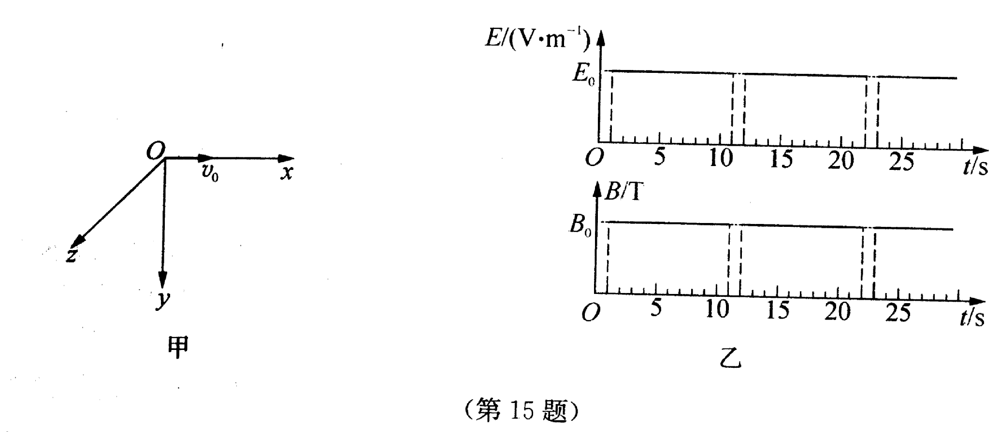 O
v₀
x
z
y
甲
E/(V·m⁻¹)
E₀
O 5 10 15 20 25 t/s
B/T
B₀
O 5 10 15 20 25 t/s
乙
(第 15 题)